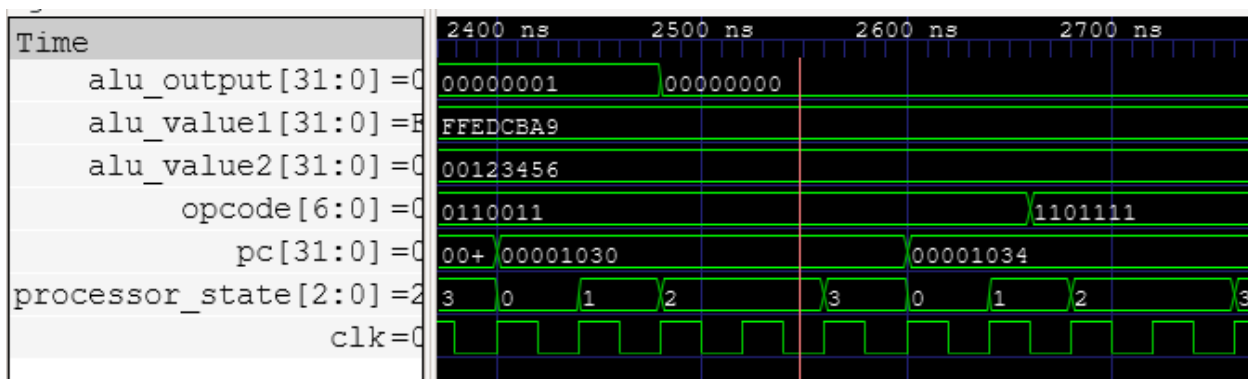 Time 2400 ns 2500 ns 2600 ns 2700 ns
alu_output[31:0]=0 00000001 00000000
alu_value1[31:0]=F FFEDCBA9
alu_value2[31:0]=0 00123456
opcode[6:0]=0 0110011 1101111
pc[31:0]=0 00+ 00001030 00001034
processor_state[2:0]=2 3 0 1 2 3 0 1 2 3
clk=0